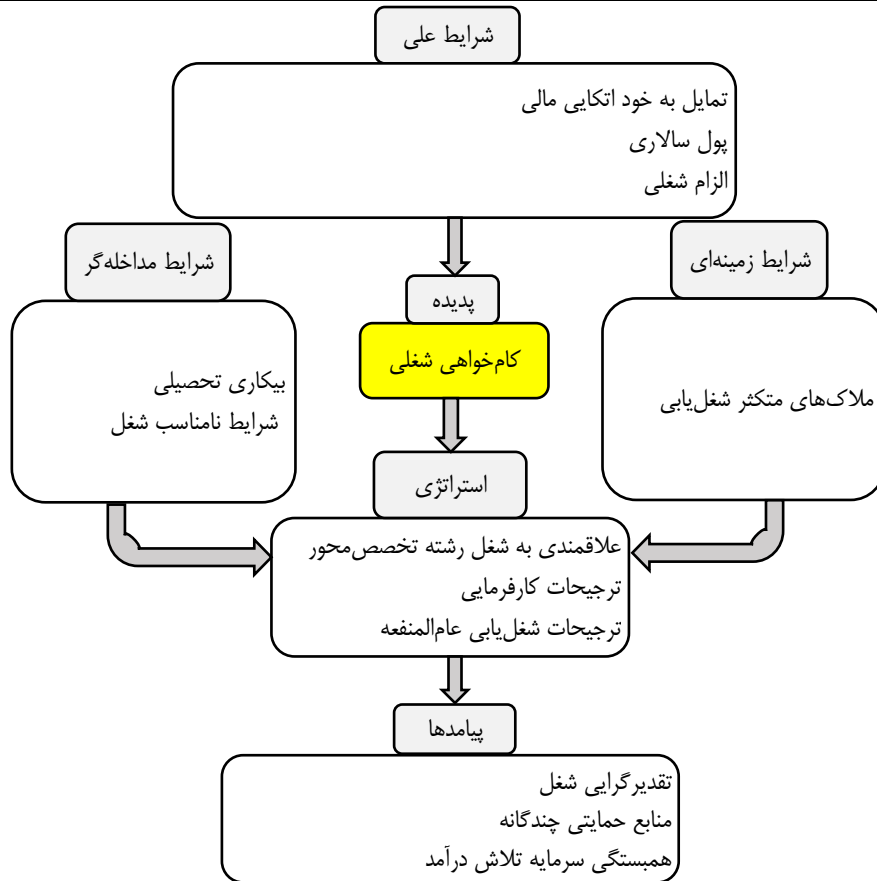 شرایط علی
تمایل به خود اتکایی مالی
پول سالاری
الزام شغلی
شرایط زمینه‌ای
ملاک‌های متکثر شغل‌یابی
شرایط مداخله‌گر
بیکاری تحصیلی
شرایط نامناسب شغل
پدیده
کام‌خواهی شغلی
استراتژی
علاقمندی به شغل رشته تخصص‌محور
ترجیحات کارفرمایی
ترجیحات شغل‌یابی عام‌المنفعه
پیامدها
تقدیرگرایی شغل
منابع حمایتی چندگانه
همبستگی سرمایه تلاش درآمد